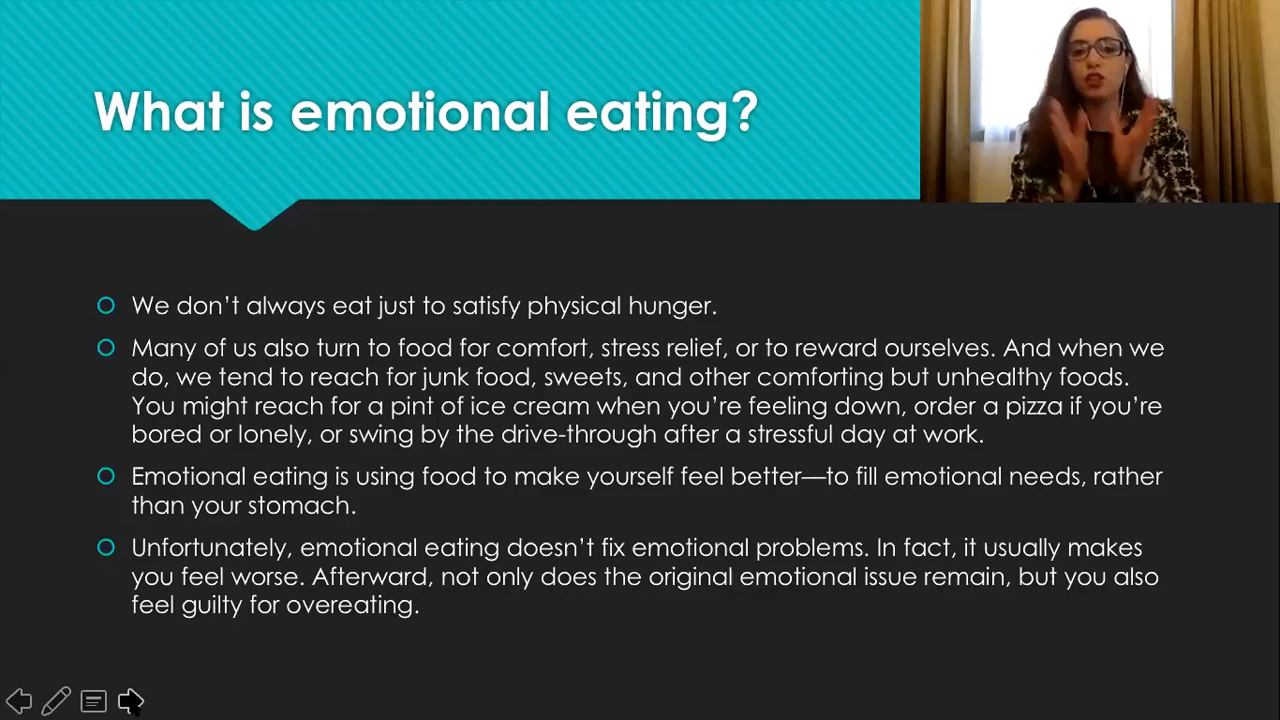 What is emotional eating?
We don’t always eat just to satisfy physical hunger.
Many of us also turn to food for comfort, stress relief, or to reward ourselves. And when we
do, we tend to reach for junk food, sweets, and other comforting but unhealthy foods.
You might reach for a pint of ice cream when you’re feeling down, order a pizza if you’re
bored or lonely, or swing by the drive-through after a stressful day at work.
Emotional eating is using food to make yourself feel better—to fill emotional needs, rather
than your stomach.
Unfortunately, emotional eating doesn’t fix emotional problems. In fact, it usually makes
you feel worse. Afterward, not only does the original emotional issue remain, but you also
feel guilty for overeating.